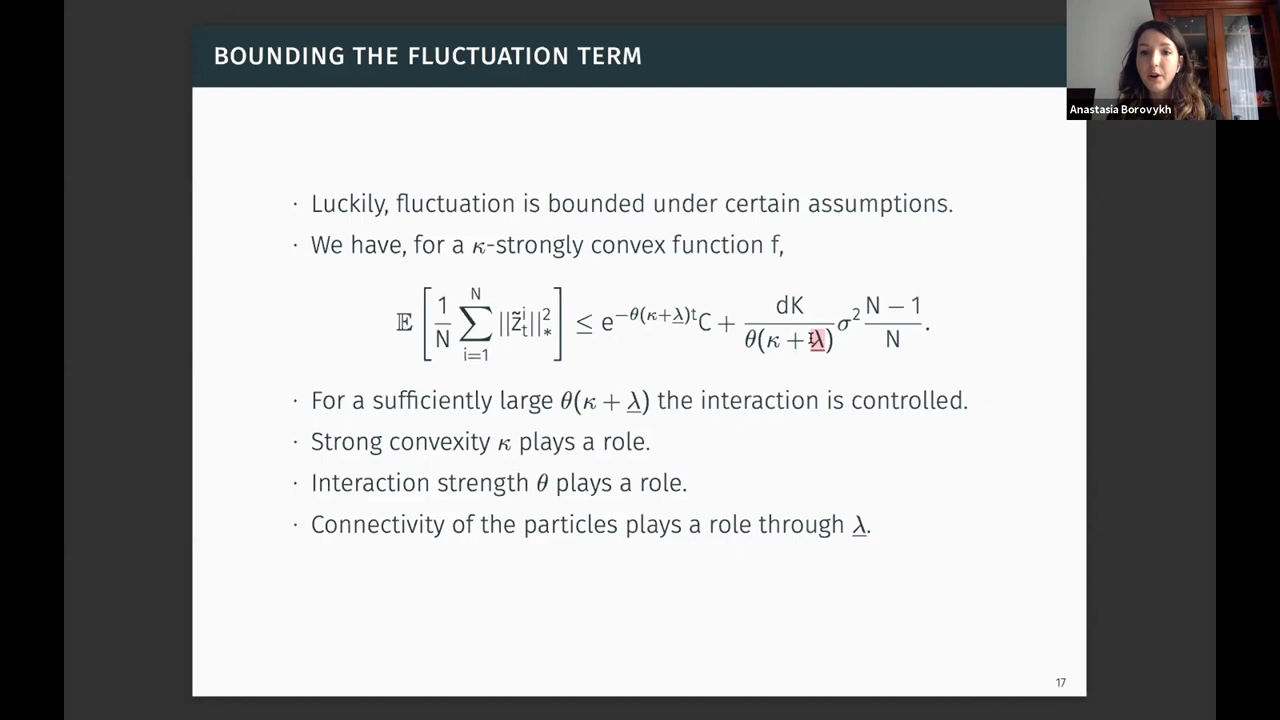 BOUNDING THE FLUCTUATION TERM
Anastasia Borovykh
· Luckily, fluctuation is bounded under certain assumptions.
· We have, for a κ-strongly convex function f,
𝔼 [ 1/N ∑_{i=1}^{N} ||z̃_t^i||_*^2 ] ≤ e^{−θ(κ+λ̲)t}C + dK/θ(κ + λ̲) σ² N − 1/N.
· For a sufficiently large θ(κ + λ̲) the interaction is controlled.
· Strong convexity κ plays a role.
· Interaction strength θ plays a role.
· Connectivity of the particles plays a role through λ̲.
17